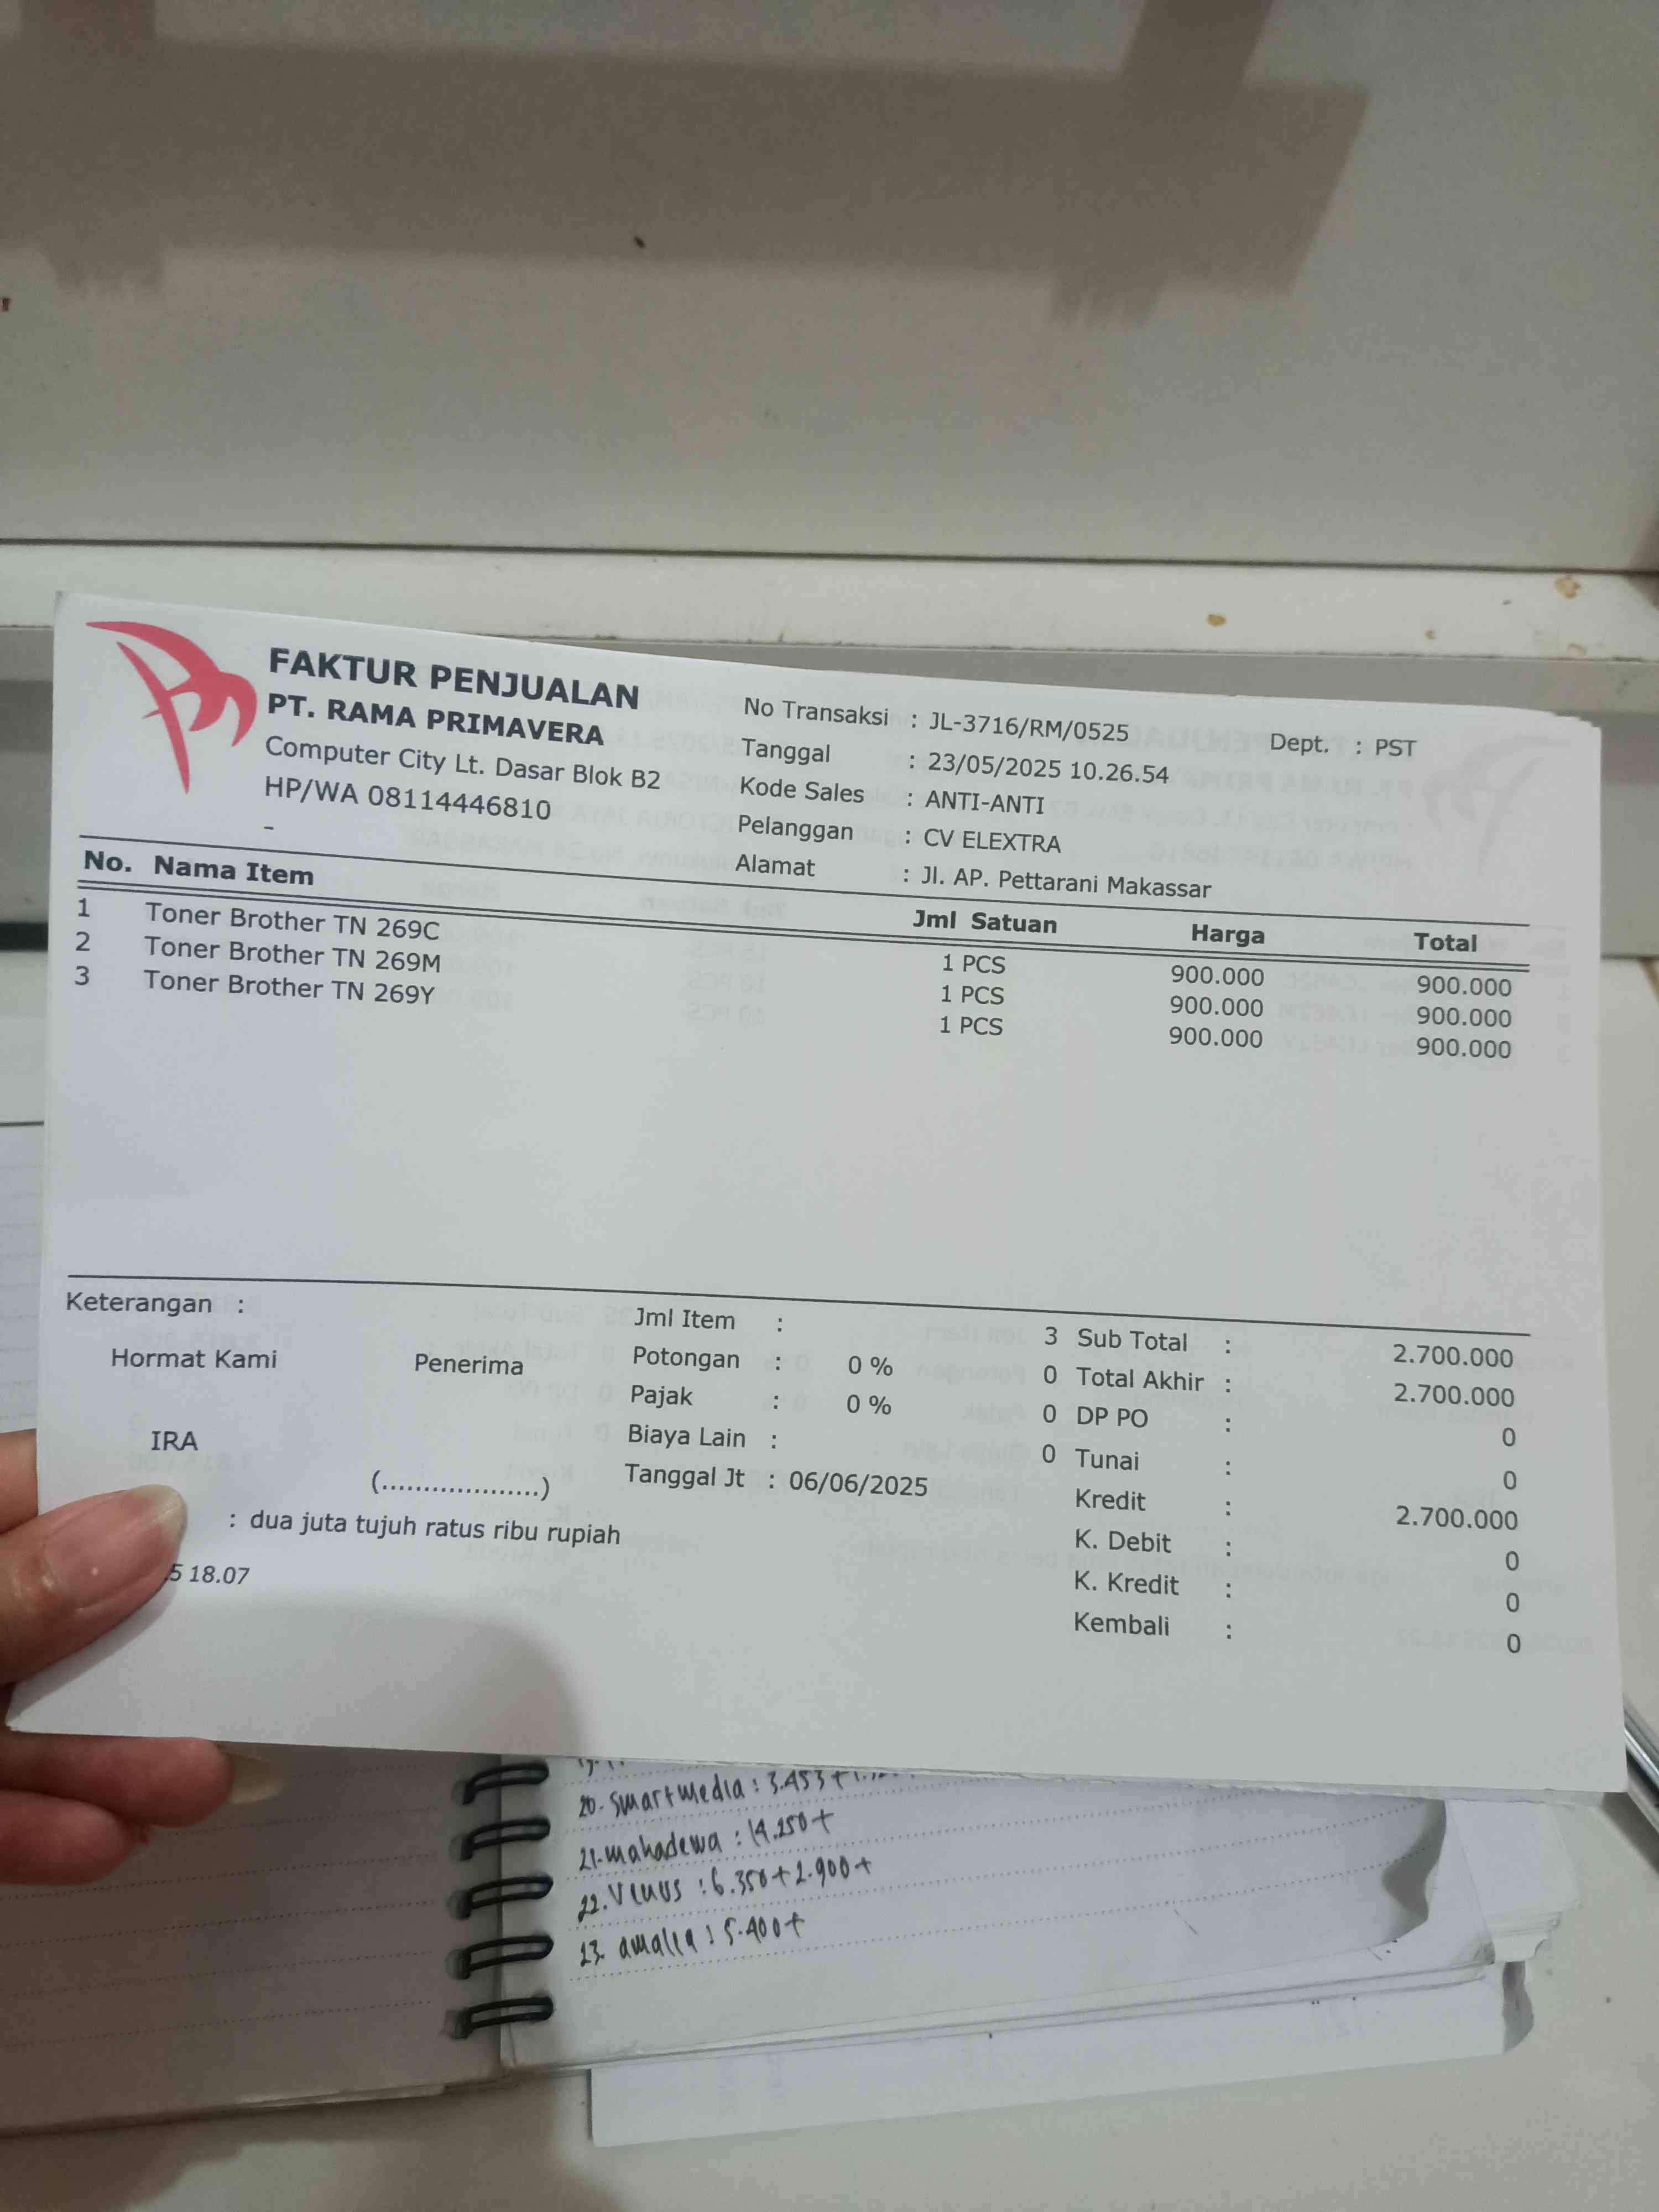 FAKTUR PENJUALAN
PT. RAMA PRIMAVERA
Computer City Lt. Dasar Blok B2
HP/WA 08114446810
-
No Transaksi : JL-3716/RM/0525 Dept. : PST
Tanggal : 23/05/2025 10.26.54
Kode Sales : ANTI-ANTI
Pelanggan : CV ELEXTRA
Alamat : Jl. AP. Pettarani Makassar
No. Nama Item Jml Satuan Harga Total
1 Toner Brother TN 269C 1 PCS 900.000 900.000
2 Toner Brother TN 269M 1 PCS 900.000 900.000
3 Toner Brother TN 269Y 1 PCS 900.000 900.000
Keterangan :
Hormat Kami Penerima
IRA
(...................)
: dua juta tujuh ratus ribu rupiah
5 18.07
Jml Item : 3
Potongan : 0 % 0
Pajak : 0 % 0
Biaya Lain : 0
Tanggal Jt : 06/06/2025
Sub Total : 2.700.000
Total Akhir : 2.700.000
DP PO : 0
Tunai : 0
Kredit : 2.700.000
K. Debit : 0
K. Kredit : 0
Kembali : 0
20. smartmedia : 3.453 +
21. mahadewa : 14.250 +
22. Venus : 6.350 + 2.900 +
23. amalia : 5.400 +